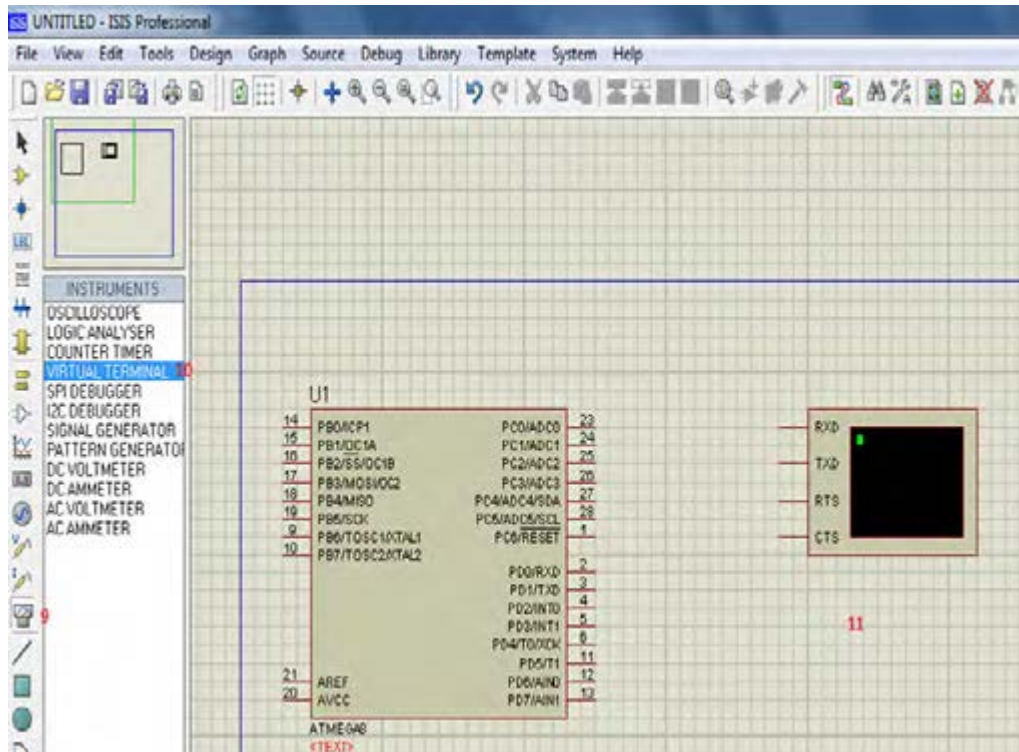 UNTITLED - ISIS Professional
File View Edit Tools Design Graph Source Debug Library Template System Help
LBL
INSTRUMENTS
OSCILLOSCOPE
LOGIC ANALYSER
COUNTER TIMER
VIRTUAL TERMINAL 10
SPI DEBUGGER
I2C DEBUGGER
SIGNAL GENERATOR
PATTERN GENERATOR
DC VOLTMETER
DC AMMETER
AC VOLTMETER
AC AMMETER
9
U1
14 PB0/ICP1 PC0/ADC0 23
15 PB1/OC1A PC1/ADC1 24
16 PB2/SS/OC1B PC2/ADC2 25
17 PB3/MOSI/OC2 PC3/ADC3 26
18 PB4/MISO PC4/ADC4/SDA 27
19 PB5/SCK PC5/ADC5/SCL 28
9 PB6/TOSC1/XTAL1 PC6/RESET 1
10 PB7/TOSC2/XTAL2
PD0/RXD 2
PD1/TXD 3
PD2/INT0 4
PD3/INT1 5
PD4/T0/XCK 6
PD5/T1 11
21 AREF PD6/AIN0 12
20 AVCC PD7/AIN1 13
ATMEGA8
<TEXT>
RXD
TXD
RTS
CTS
11